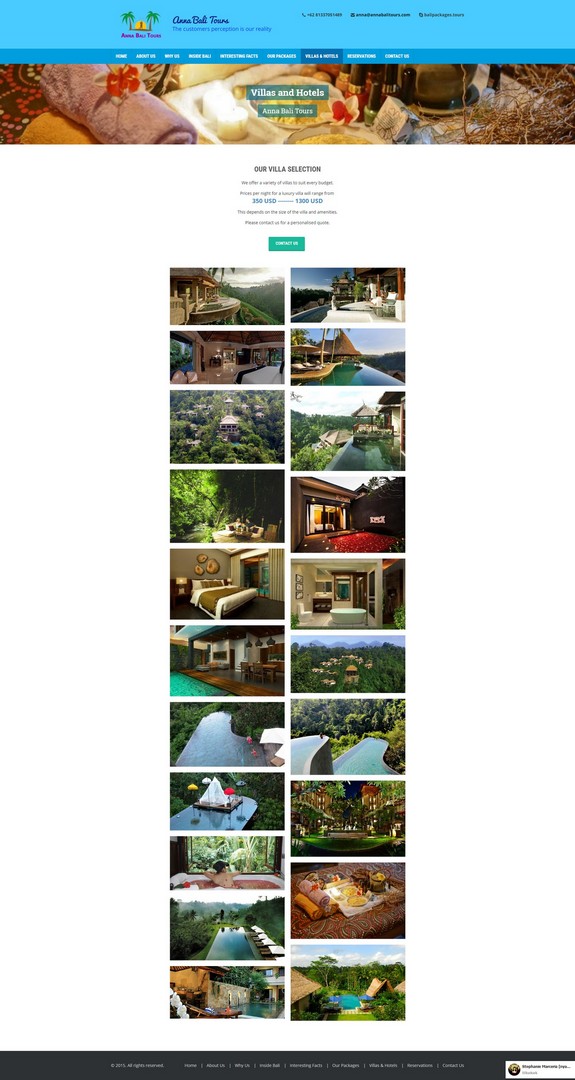 Anna Bali Tours
The customers perception is our reality
ANNA BALI TOURS
+62 81337051409
anna@annabalitours.com
balipackages.tours
HOME ABOUT US WHY US INSIDE BALI INTERESTING FACTS OUR PACKAGES VILLAS & HOTELS RESERVATIONS CONTACT US
Villas and Hotels
Anna Bali Tours
OUR VILLA SELECTION
We offer a variety of villas to suit every budget.
Prices per night for a luxury villa will range from
350 USD -------- 1300 USD
This depends on the size of the villa and amenities.
Please contact us for a personalised quote.
CONTACT US
© 2015. All rights reserved.
Home | About Us | Why Us | Inside Bali | Interesting Facts | Our Packages | Villas & Hotels | Reservations | Contact Us